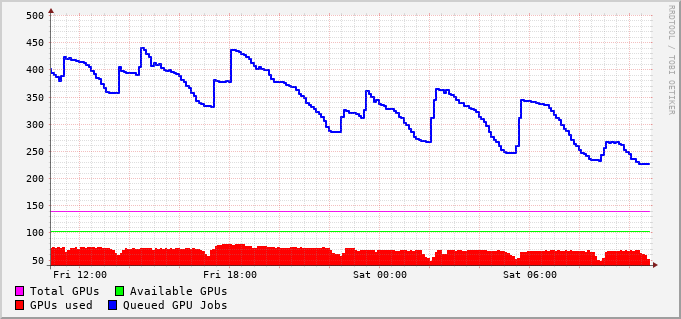 500
450
400
350
300
250
200
150
100
50
Fri 12:00 Fri 18:00 Sat 00:00 Sat 06:00
Total GPUs Available GPUs
GPUs used Queued GPU Jobs
RRDTOOL / TOBI OETIKER